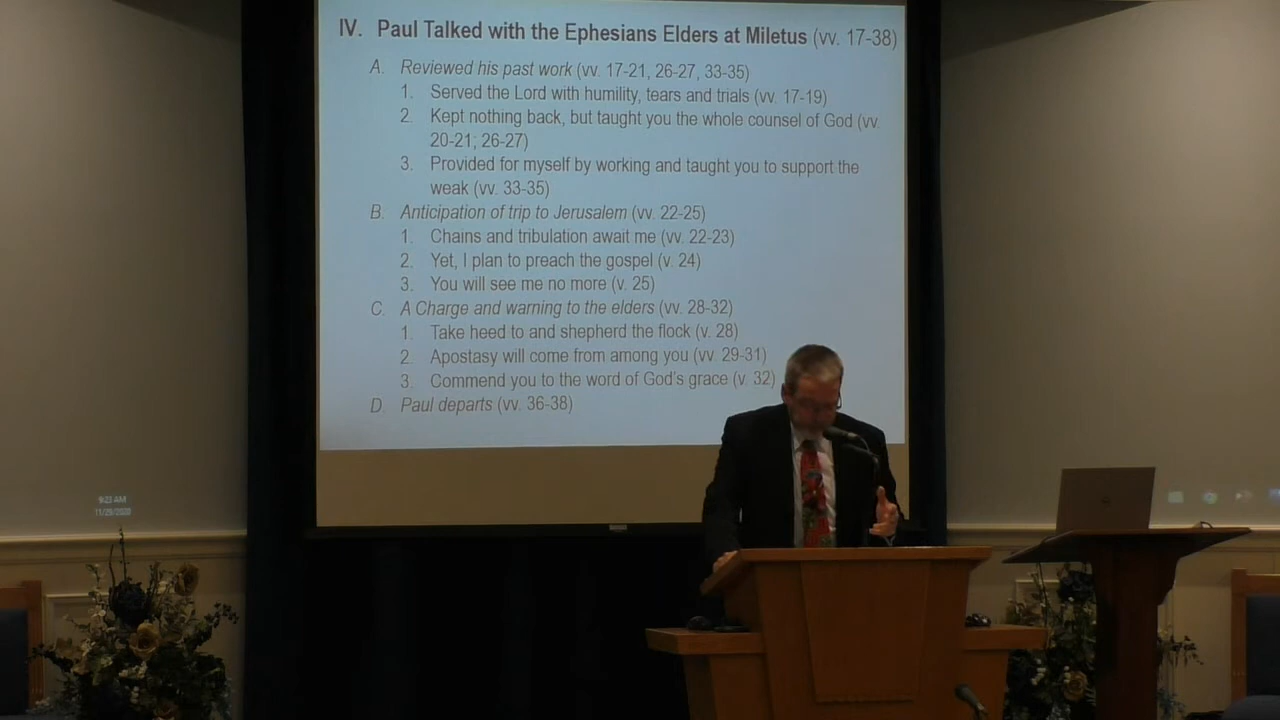 IV. Paul Talked with the Ephesians Elders at Miletus (vv. 17-38)
A. Reviewed his past work (vv. 17-21, 26-27, 33-35)
1. Served the Lord with humility, tears and trials (vv. 17-19)
2. Kept nothing back, but taught you the whole counsel of God (vv.
20-21; 26-27)
3. Provided for myself by working and taught you to support the
weak (vv. 33-35)
B. Anticipation of trip to Jerusalem (vv. 22-25)
1. Chains and tribulation await me (vv. 22-23)
2. Yet, I plan to preach the gospel (v. 24)
3. You will see me no more (v. 25)
C. A Charge and warning to the elders (vv. 28-32)
1. Take heed to and shepherd the flock (v. 28)
2. Apostasy will come from among you (vv. 29-31)
3. Commend you to the word of God's grace (v. 32)
D. Paul departs (vv. 36-38)
9:23 AM
11/29/2020